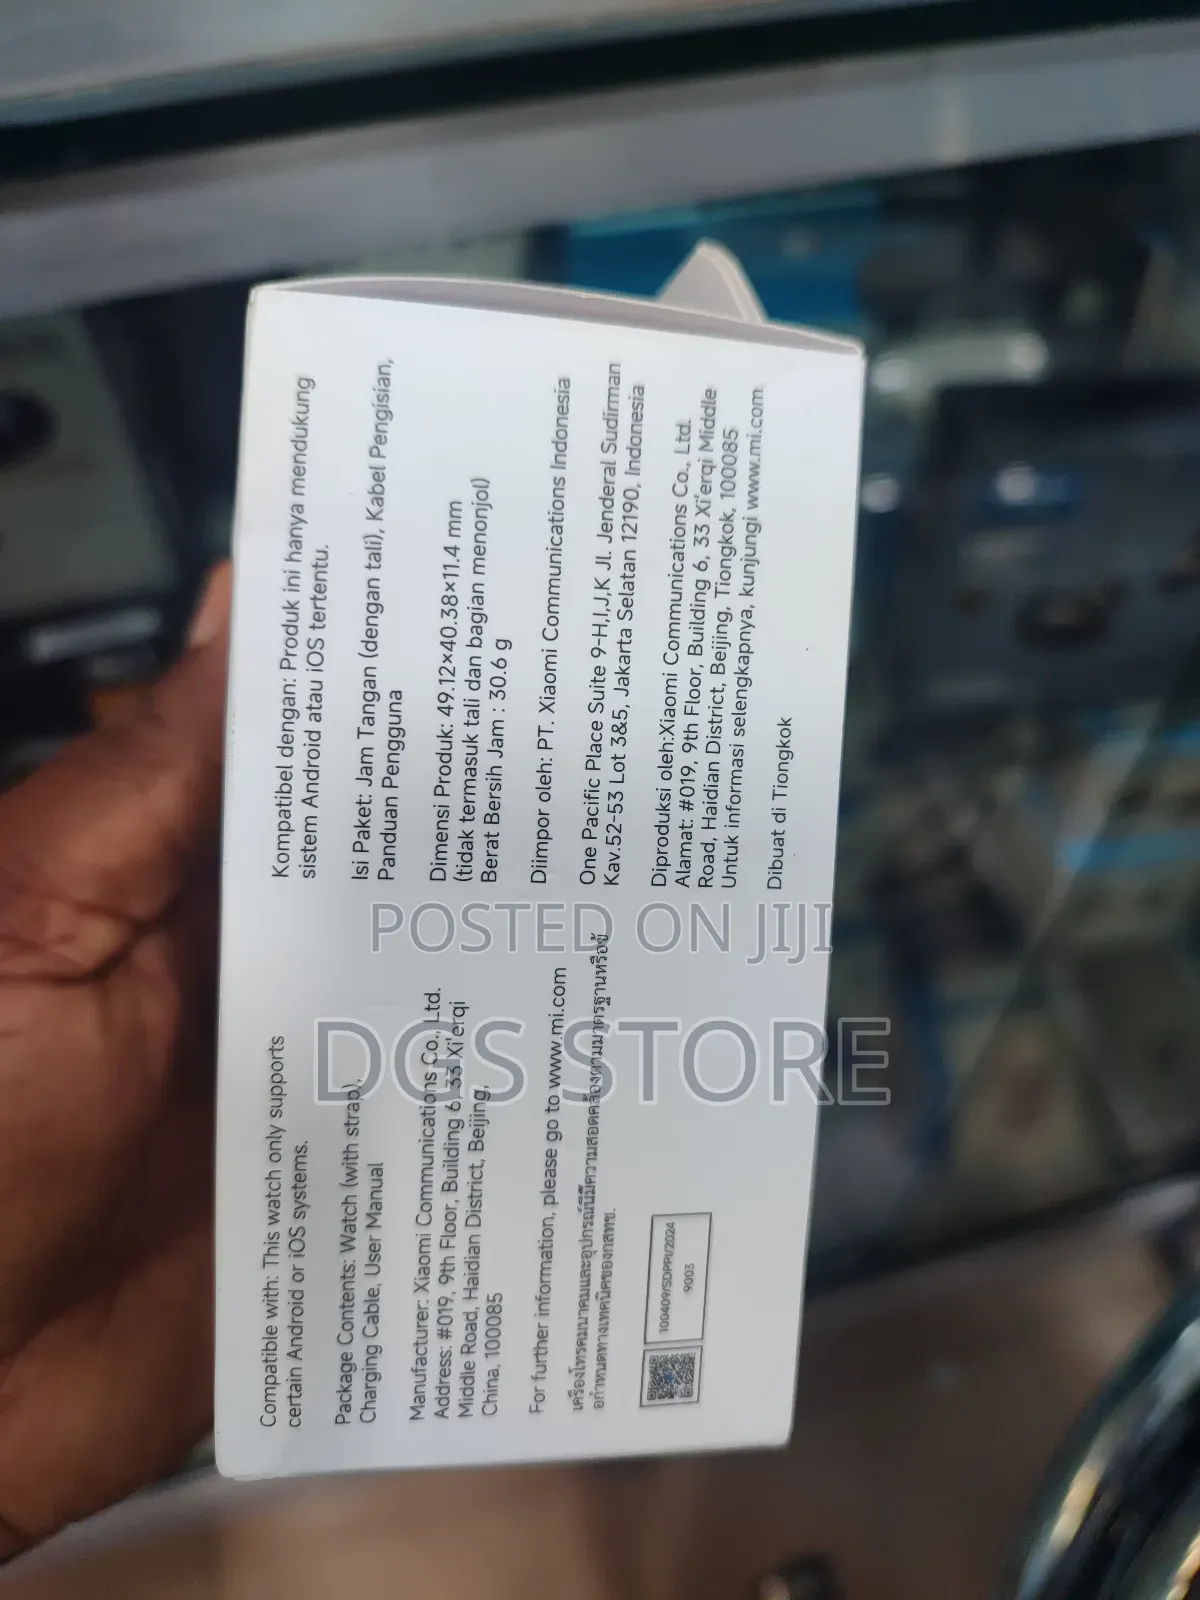 Compatible with: This watch only supports
certain Android or iOS systems.
Package Contents: Watch (with strap),
Charging Cable, User Manual
Manufacturer: Xiaomi Communications Co., Ltd.
Address: #019, 9th Floor, Building 6, 33 Xi'erqi
Middle Road, Haidian District, Beijing,
China, 100085
For further information, please go to www.mi.com
เครื่องโทรคมนาคมและอุปกรณ์นี้มีความสอดคล้องตามมาตรฐานหรือข้
อกำหนดทางเทคนิคของกสทช.
100409/SDPPI/2024
9003
Kompatibel dengan: Produk ini hanya mendukung
sistem Android atau iOS tertentu.
Isi Paket: Jam Tangan (dengan tali), Kabel Pengisian,
Panduan Pengguna
Dimensi Produk: 49.12×40.38×11.4 mm
(tidak termasuk tali dan bagian menonjol)
Berat Bersih Jam : 30.6 g
Diimpor oleh: PT. Xiaomi Communications Indonesia
One Pacific Place Suite 9-H,I,J,K Jl. Jenderal Sudirman
Kav.52-53 Lot 3&5, Jakarta Selatan 12190, Indonesia
Diproduksi oleh:Xiaomi Communications Co., Ltd.
Alamat: #019, 9th Floor, Building 6, 33 Xi'erqi Middle
Road, Haidian District, Beijing, Tiongkok, 100085
Untuk informasi selengkapnya, kunjungi www.mi.com
Dibuat di Tiongkok
POSTED ON JIJI
DGS STORE